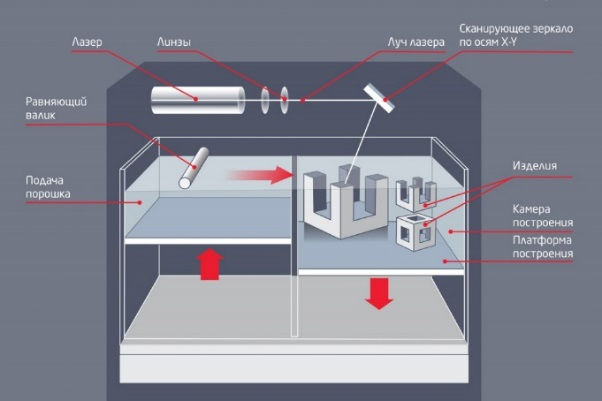 Лазер
Линзы
Луч лазера
Сканирующее зеркало
по осям X-Y
Равняющий
валик
Подача
порошка
Изделия
Камера
построения
Платформа
построения